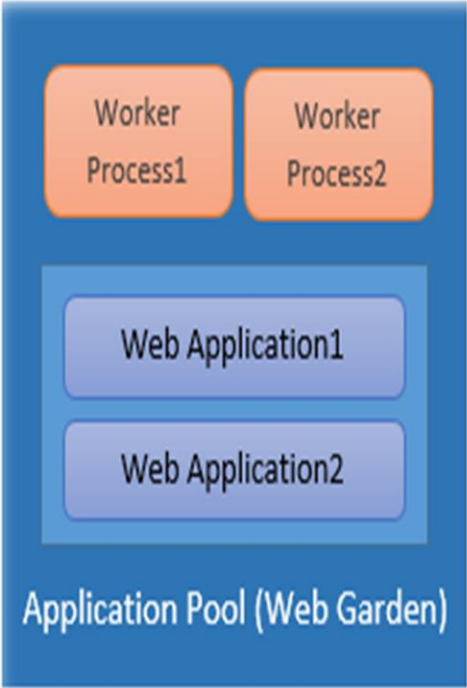 Worker
Process1
Worker
Process2
Web Application1
Web Application2
Application Pool (Web Garden)